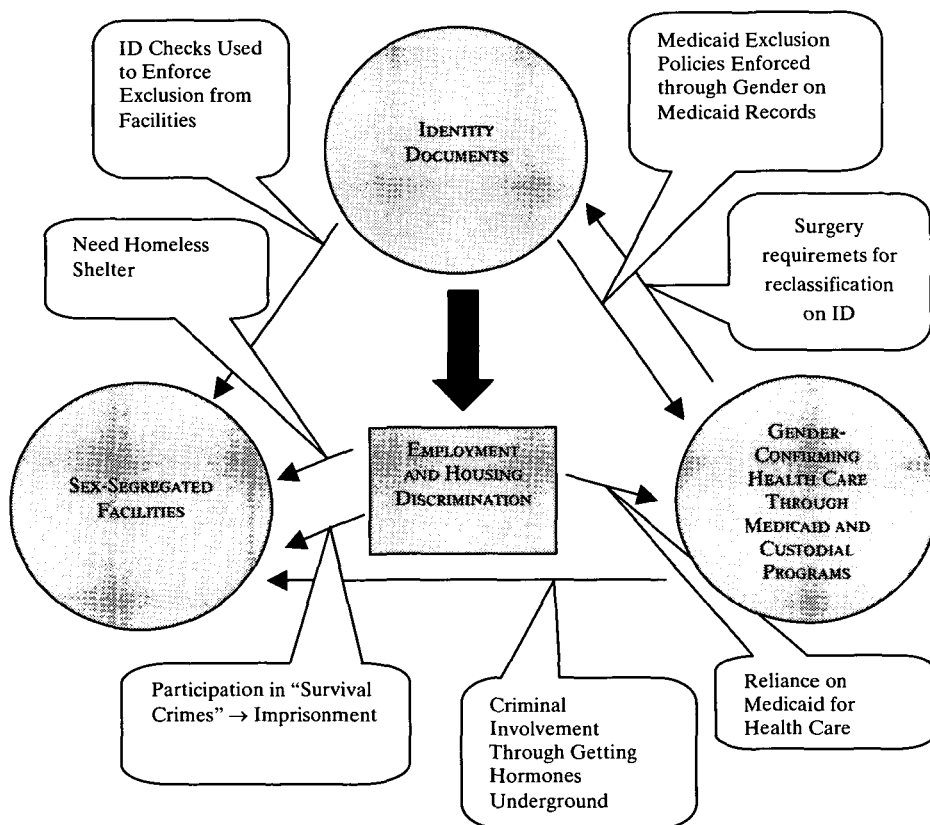 ID Checks Used
to Enforce
Exclusion from
Facilities
IDENTITY
DOCUMENTS
Medicaid Exclusion
Policies Enforced
through Gender on
Medicaid Records
Need Homeless
Shelter
Surgery
requiremets for
reclassification
on ID
SEX-SEGREGATED
FACILITIES
EMPLOYMENT
AND HOUSING
DISCRIMINATION
GENDER-
CONFIRMING
HEALTH CARE
THROUGH
MEDICAID AND
CUSTODIAL
PROGRAMS
Participation in “Survival
Crimes” → Imprisonment
Criminal
Involvement
Through Getting
Hormones
Underground
Reliance on
Medicaid for
Health Care